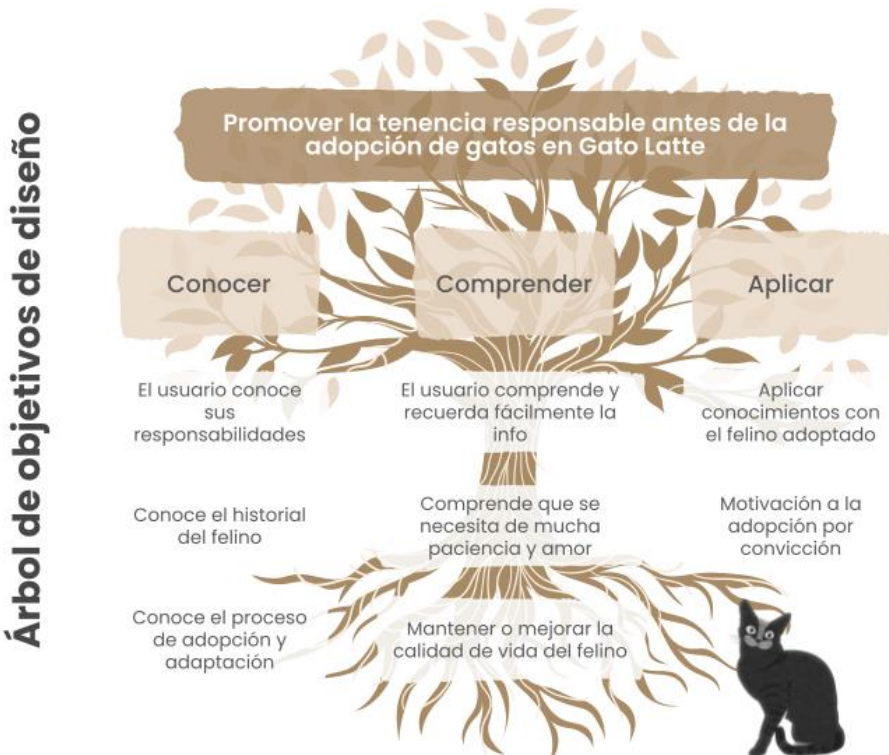 Árbol de objetivos de diseño
Promover la tenencia responsable antes de la
adopción de gatos en Gato Latte
Conocer
El usuario conoce
sus
responsabilidades
Conoce el historial
del felino
Conoce el proceso
de adopción y
adaptación
Comprender
El usuario comprende y
recuerda fácilmente la
info
Comprende que se
necesita de mucha
paciencia y amor
Mantener o mejorar la
calidad de vida del felino
Aplicar
Aplicar
conocimientos con
el felino adoptado
Motivación a la
adopción por
convicción